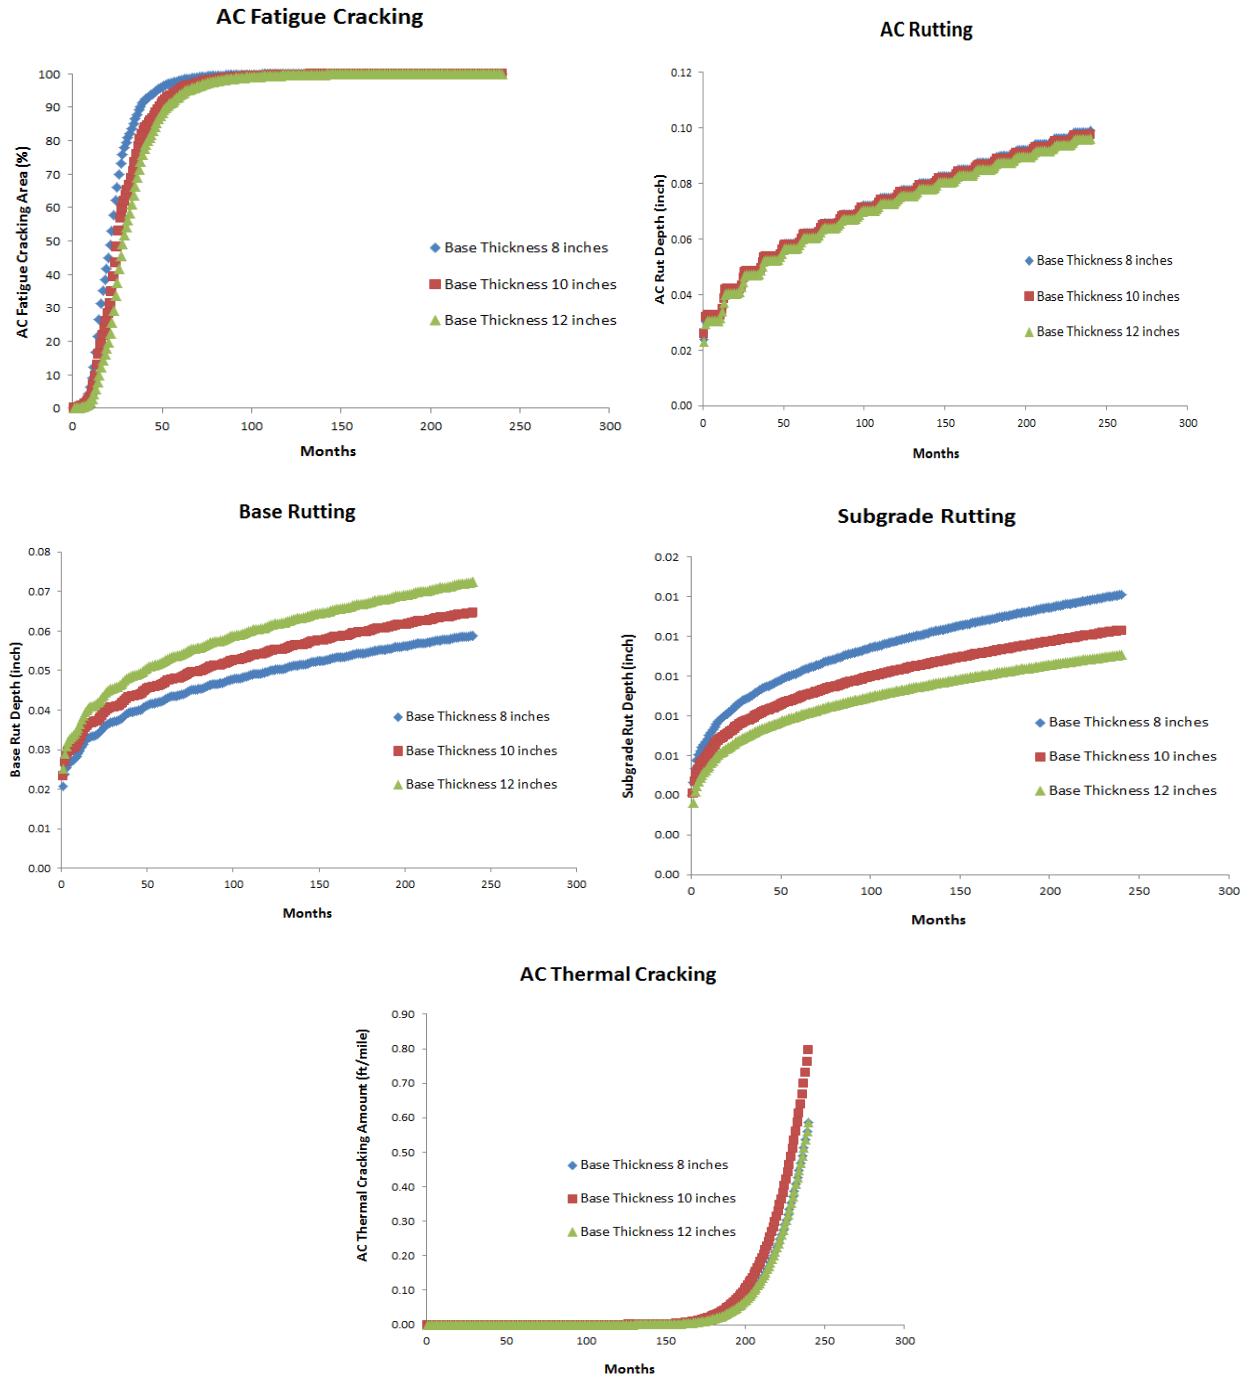 AC Fatigue Cracking
AC Fatigue Cracking Area (%)
100
90
80
70
60
50
40
30
20
10
0
0 50 100 150 200 250 300
Months
Base Thickness 8 inches
Base Thickness 10 inches
Base Thickness 12 inches
AC Rutting
AC Rut Depth (inch)
0.12
0.10
0.08
0.06
0.04
0.02
0.00
0 50 100 150 200 250 300
Months
Base Thickness 8 inches
Base Thickness 10 inches
Base Thickness 12 inches
Base Rutting
Base Rut Depth (inch)
0.08
0.07
0.06
0.05
0.04
0.03
0.02
0.01
0.00
0 50 100 150 200 250 300
Months
Base Thickness 8 inches
Base Thickness 10 inches
Base Thickness 12 inches
Subgrade Rutting
Subgrade Rut Depth (inch)
0.02
0.01
0.01
0.01
0.01
0.01
0.00
0.00
0.00
0 50 100 150 200 250 300
Months
Base Thickness 8 inches
Base Thickness 10 inches
Base Thickness 12 inches
AC Thermal Cracking
AC Thermal Cracking Amount (ft/mile)
0.90
0.80
0.70
0.60
0.50
0.40
0.30
0.20
0.10
0.00
0 50 100 150 200 250 300
Months
Base Thickness 8 inches
Base Thickness 10 inches
Base Thickness 12 inches